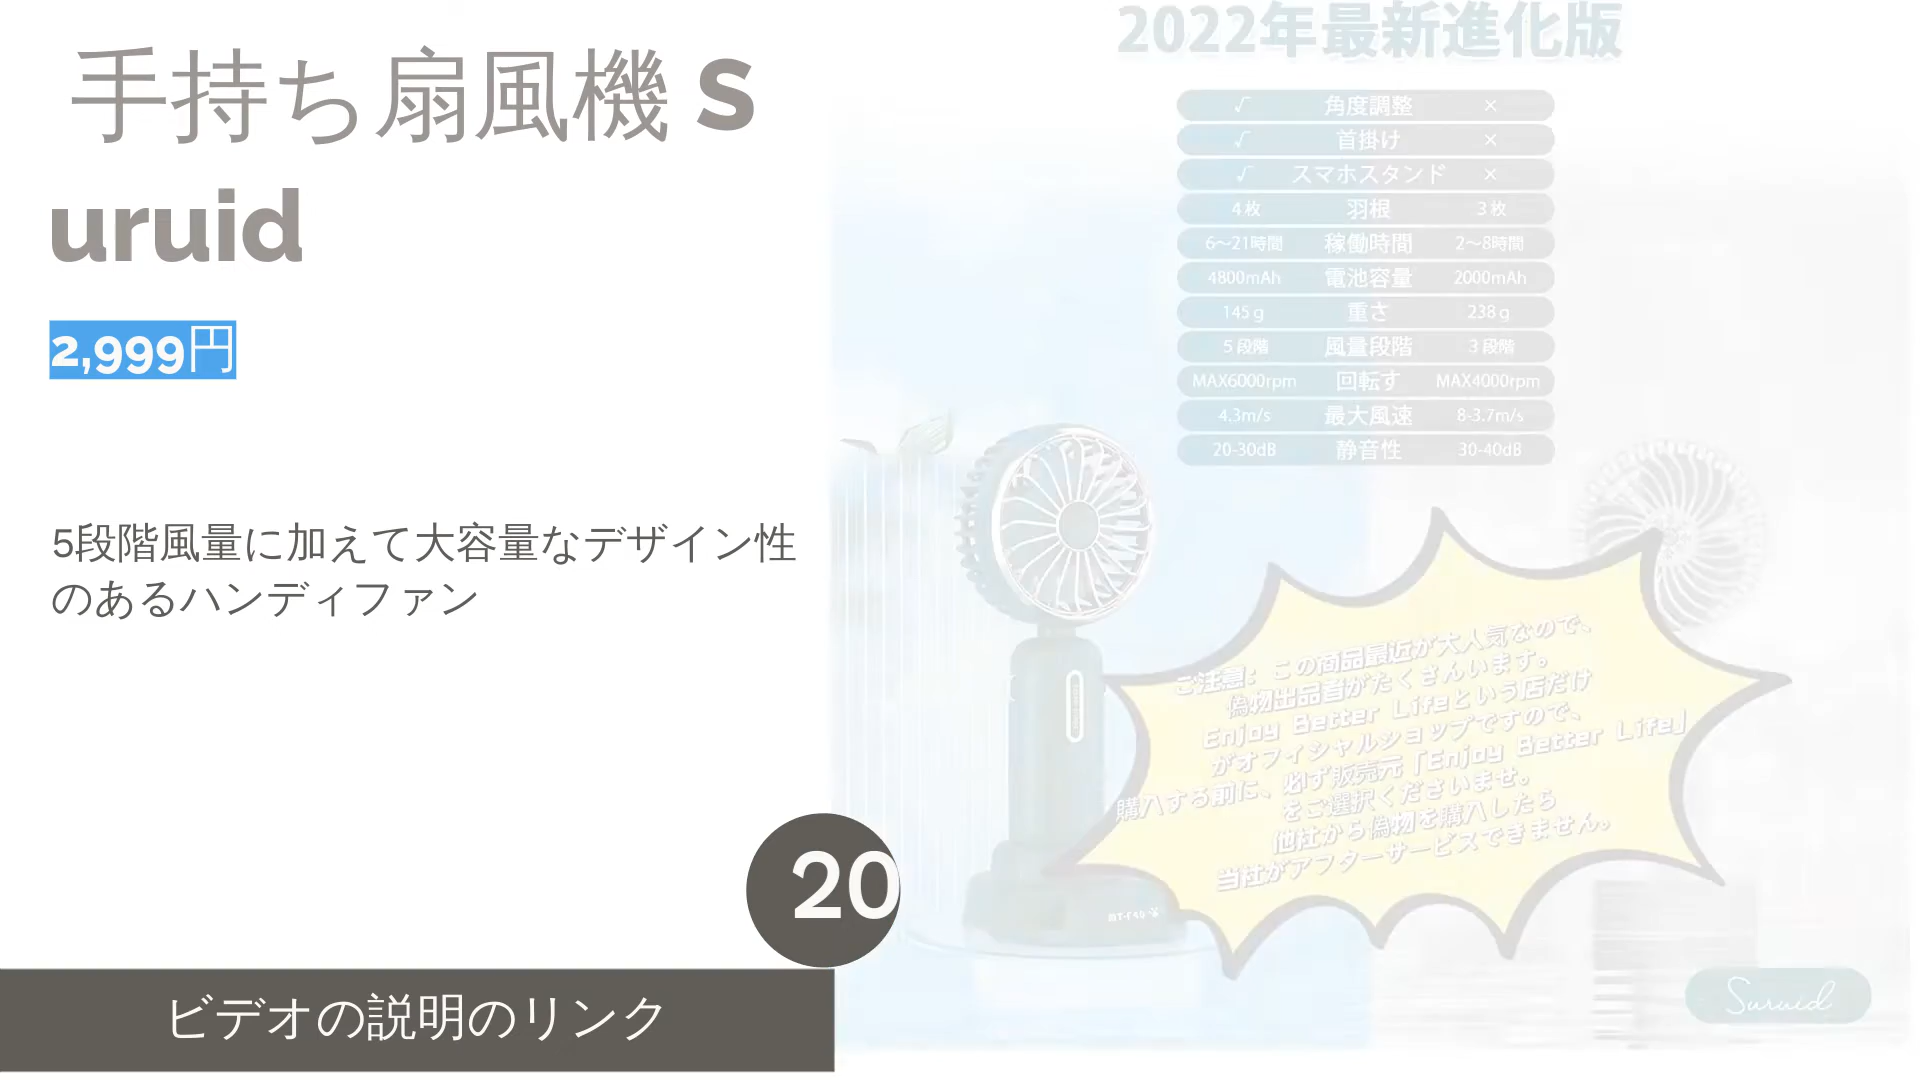 手持ち扇風機 S
uruid
2,999円
5段階風量に加えて大容量なデザイン性
のあるハンディファン
20
ビデオの説明のリンク
2022年最新進化版
√ 角度調整 ×
√ 首掛け ×
√ スマホスタンド ×
4枚 羽根 3枚
6~21時間 稼働時間 2~8時間
4800mAh 電池容量 2000mAh
145g 重さ 238g
5段階 風量段階 3段階
MAX6000rpm 回転す MAX4000rpm
4.3m/s 最大風速 8-3.7m/s
20-30dB 静音性 30-40dB
ご注意: この商品最近が大人気なので、
偽物出品者がたくさんいます。
Enjoy Better Lifeという店だけ
がオフィシャルショップですので、
購入する前に、必ず販売元「Enjoy Better Life」
をご選択くださいませ。
他社から偽物を購入したら
当社がアフターサービスできません。
Suruid